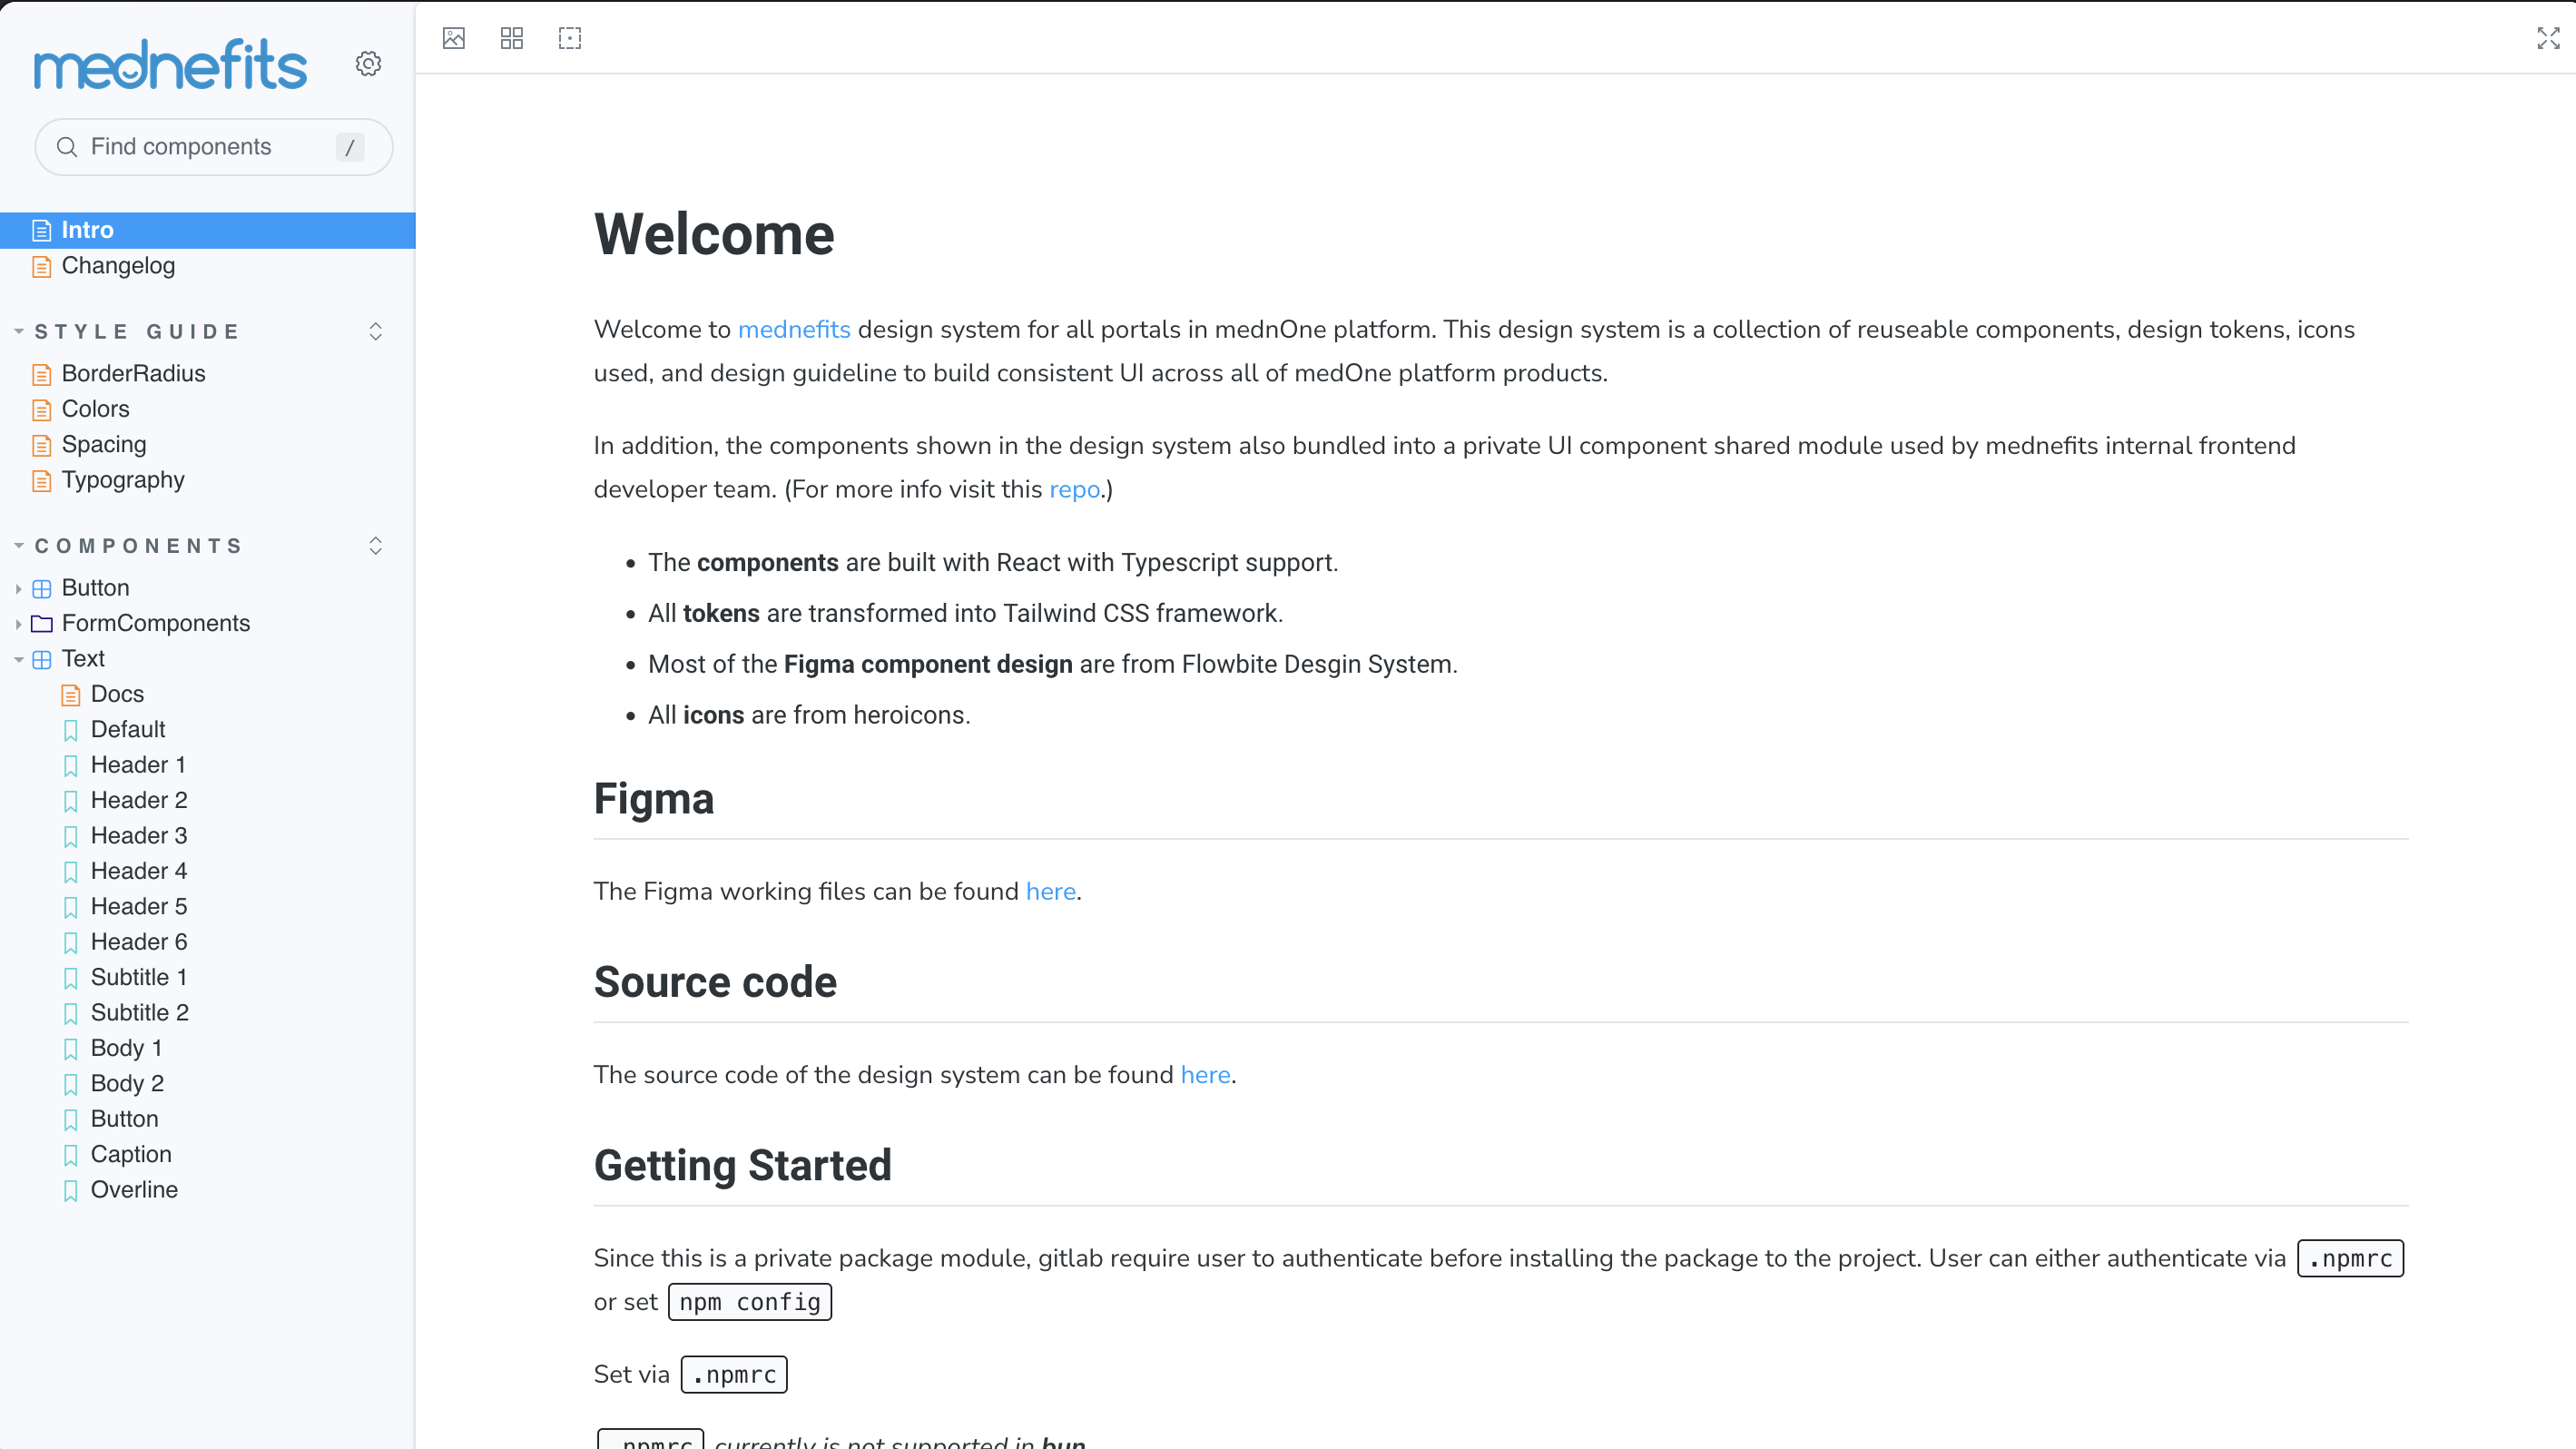 mednefits
Find components /
Intro
Changelog
STYLE GUIDE
BorderRadius
Colors
Spacing
Typography
COMPONENTS
Button
FormComponents
Text
Docs
Default
Header 1
Header 2
Header 3
Header 4
Header 5
Header 6
Subtitle 1
Subtitle 2
Body 1
Body 2
Button
Caption
Overline
Welcome
Welcome to mednefits design system for all portals in mednOne platform. This design system is a collection of reuseable components, design tokens, icons
used, and design guideline to build consistent UI across all of medOne platform products.
In addition, the components shown in the design system also bundled into a private UI component shared module used by mednefits internal frontend
developer team. (For more info visit this repo.)
• The components are built with React with Typescript support.
• All tokens are transformed into Tailwind CSS framework.
• Most of the Figma component design are from Flowbite Desgin System.
• All icons are from heroicons.
Figma
The Figma working files can be found here.
Source code
The source code of the design system can be found here.
Getting Started
Since this is a private package module, gitlab require user to authenticate before installing the package to the project. User can either authenticate via .npmrc
or set npm config
Set via .npmrc
.npmrc currently is not supported in bun